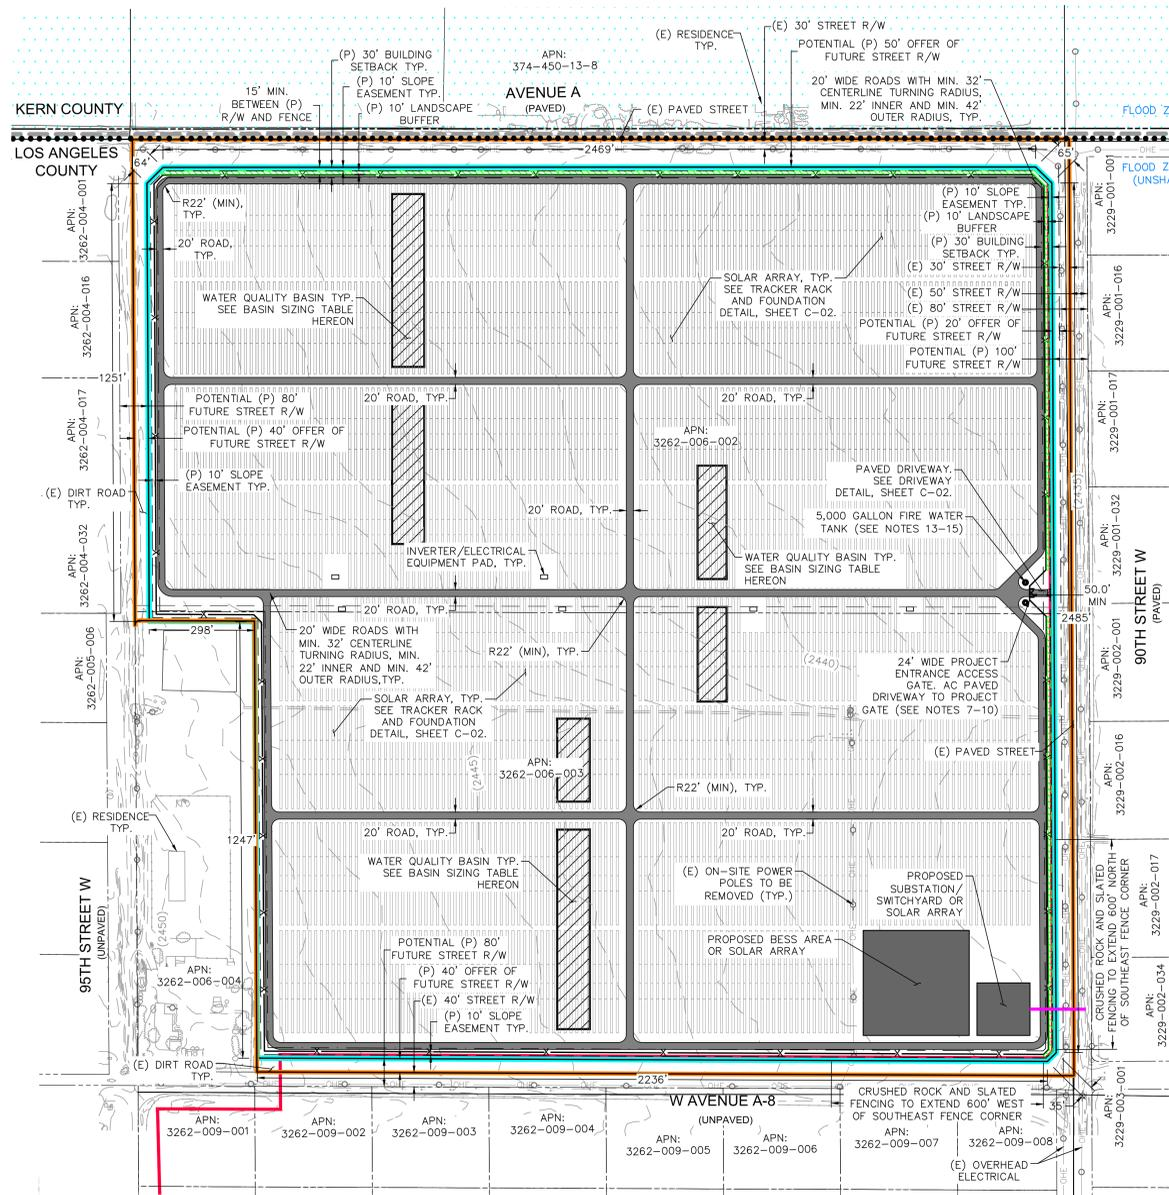 (E) 30' STREET R/W
(E) RESIDENCE
TYP.
POTENTIAL (P) 50' OFFER OF
FUTURE STREET R/W
(P) 30' BUILDING
SETBACK TYP.
APN:
374-450-13-8
(P) 10' SLOPE
EASEMENT TYP.
20' WIDE ROADS WITH MIN. 32'
CENTERLINE TURNING RADIUS,
MIN. 22' INNER AND MIN. 42'
OUTER RADIUS, TYP.
15' MIN.
BETWEEN (P)
R/W AND FENCE
(P) 10' LANDSCAPE
BUFFER
AVENUE A
(PAVED)
(E) PAVED STREET
KERN COUNTY
FLOOD Z
LOS ANGELES
COUNTY
64'
2469'
65'
OHE
FLOOD Z
(UNSHA
APN:
3262-004-001
R22' (MIN),
TYP.
20' ROAD,
TYP.
(P) 10' SLOPE
EASEMENT TYP.
(P) 10' LANDSCAPE
BUFFER
(P) 30' BUILDING
SETBACK TYP.
(E) 30' STREET R/W
(E) 50' STREET R/W
(E) 80' STREET R/W
POTENTIAL (P) 20' OFFER OF
FUTURE STREET R/W
POTENTIAL (P) 100'
FUTURE STREET R/W
APN:
3229-001-001
APN:
3262-004-016
WATER QUALITY BASIN TYP.
SEE BASIN SIZING TABLE
HEREON
SOLAR ARRAY, TYP.
SEE TRACKER RACK
AND FOUNDATION
DETAIL, SHEET C-02.
APN:
3229-001-016
1251'
POTENTIAL (P) 80'
FUTURE STREET R/W
20' ROAD, TYP.
20' ROAD, TYP.
APN:
3262-004-017
POTENTIAL (P) 40' OFFER OF
FUTURE STREET R/W
APN:
3262-006-002
APN:
3229-001-017
(P) 10' SLOPE
EASEMENT TYP.
PAVED DRIVEWAY.
SEE DRIVEWAY
DETAIL, SHEET C-02.
(2435)
(E) DIRT ROAD
TYP.
20' ROAD, TYP.
5,000 GALLON FIRE WATER
TANK (SEE NOTES 13-15)
APN:
3229-001-032
APN:
3262-004-032
INVERTER/ELECTRICAL
EQUIPMENT PAD, TYP.
WATER QUALITY BASIN TYP.
SEE BASIN SIZING TABLE
HEREON
50.0'
MIN
90TH STREET W
(PAVED)
20' ROAD, TYP.
2485'
298'
20' WIDE ROADS WITH
MIN. 32' CENTERLINE
TURNING RADIUS, MIN.
22' INNER AND MIN. 42'
OUTER RADIUS,TYP.
R22' (MIN), TYP.
(2440)
24' WIDE PROJECT
ENTRANCE ACCESS
GATE. AC PAVED
DRIVEWAY TO PROJECT
GATE (SEE NOTES 7-10)
APN:
3229-002-001
APN:
3262-005-006
SOLAR ARRAY, TYP.
SEE TRACKER RACK
AND FOUNDATION
DETAIL, SHEET C-02.
(E) PAVED STREET
APN:
3229-002-016
(2445)
APN:
3262-006-003
R22' (MIN), TYP.
(E) RESIDENCE
TYP.
1247'
20' ROAD, TYP.
20' ROAD, TYP.
WATER QUALITY BASIN TYP.
SEE BASIN SIZING TABLE
HEREON
(E) ON-SITE POWER
POLES TO BE
REMOVED (TYP.)
PROPOSED
SUBSTATION/
SWITCHYARD OR
SOLAR ARRAY
CRUSHED ROCK AND SLATED
FENCING TO EXTEND 600' NORTH
OF SOUTHEAST FENCE CORNER
APN:
3229-002-017
95TH STREET W
(UNPAVED)
(2450)
POTENTIAL (P) 80'
FUTURE STREET R/W
PROPOSED BESS AREA
OR SOLAR ARRAY
APN:
3262-006-004
(P) 40' OFFER OF
FUTURE STREET R/W
(E) 40' STREET R/W
(P) 10' SLOPE
EASEMENT TYP.
APN:
3229-002-034
(E) DIRT ROAD
TYP.
2236'
W AVENUE A-8
(UNPAVED)
CRUSHED ROCK AND SLATED
FENCING TO EXTEND 600' WEST
OF SOUTHEAST FENCE CORNER
35'
APN:
3229-003-001
APN:
3262-009-001
APN:
3262-009-002
APN:
3262-009-003
APN:
3262-009-004
APN:
3262-009-005
APN:
3262-009-006
APN:
3262-009-007
APN:
3262-009-008
(E) OVERHEAD
ELECTRICAL
OHE